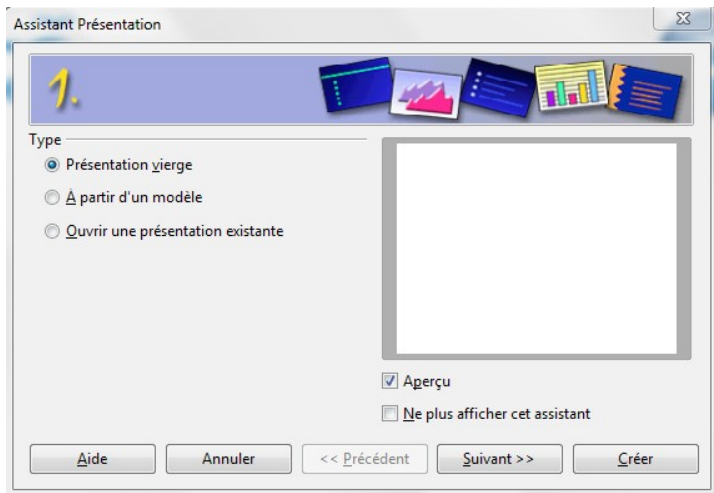 Assistant Présentation
1.
Type
Présentation vierge
À partir d'un modèle
Ouvrir une présentation existante
Aperçu
Ne plus afficher cet assistant
Aide
Annuler
<< Précédent
Suivant >>
Créer